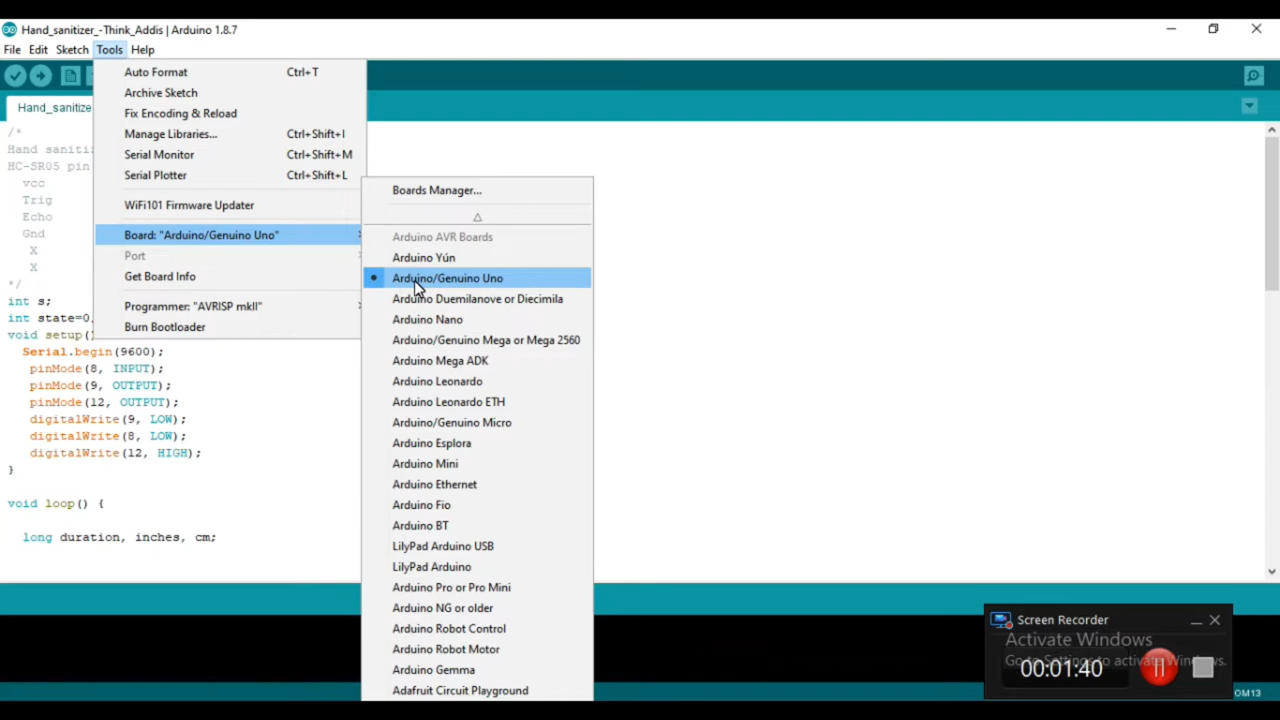 Hand_sanitizer_-Think_Addis | Arduino 1.8.7
File Edit Sketch Tools Help
Hand_sanitize
Auto Format Ctrl+T
Archive Sketch
Fix Encoding & Reload
Manage Libraries... Ctrl+Shift+I
Serial Monitor Ctrl+Shift+M
Serial Plotter Ctrl+Shift+L
WiFi101 Firmware Updater
Board: "Arduino/Genuino Uno"
Port
Get Board Info
Programmer: "AVRISP mkII"
Burn Bootloader
Boards Manager...
Arduino AVR Boards
Arduino Yún
Arduino/Genuino Uno
Arduino Duemilanove or Diecimila
Arduino Nano
Arduino/Genuino Mega or Mega 2560
Arduino Mega ADK
Arduino Leonardo
Arduino Leonardo ETH
Arduino/Genuino Micro
Arduino Esplora
Arduino Mini
Arduino Ethernet
Arduino Fio
Arduino BT
LilyPad Arduino USB
LilyPad Arduino
Arduino Pro or Pro Mini
Arduino NG or older
Arduino Robot Control
Arduino Robot Motor
Arduino Gemma
Adafruit Circuit Playground
/*
Hand saniti
HC-SR05 pin
vcc
Trig
Echo
Gnd
X
X
*/
int s;
int state=0
void setup()
Serial.begin(9600);
pinMode(8, INPUT);
pinMode(9, OUTPUT);
pinMode(12, OUTPUT);
digitalWrite(9, LOW);
digitalWrite(8, LOW);
digitalWrite(12, HIGH);
}
void loop() {
long duration, inches, cm;
Screen Recorder
Activate Windows
Go to Settings to activate Windows.
00:01:40
OM13